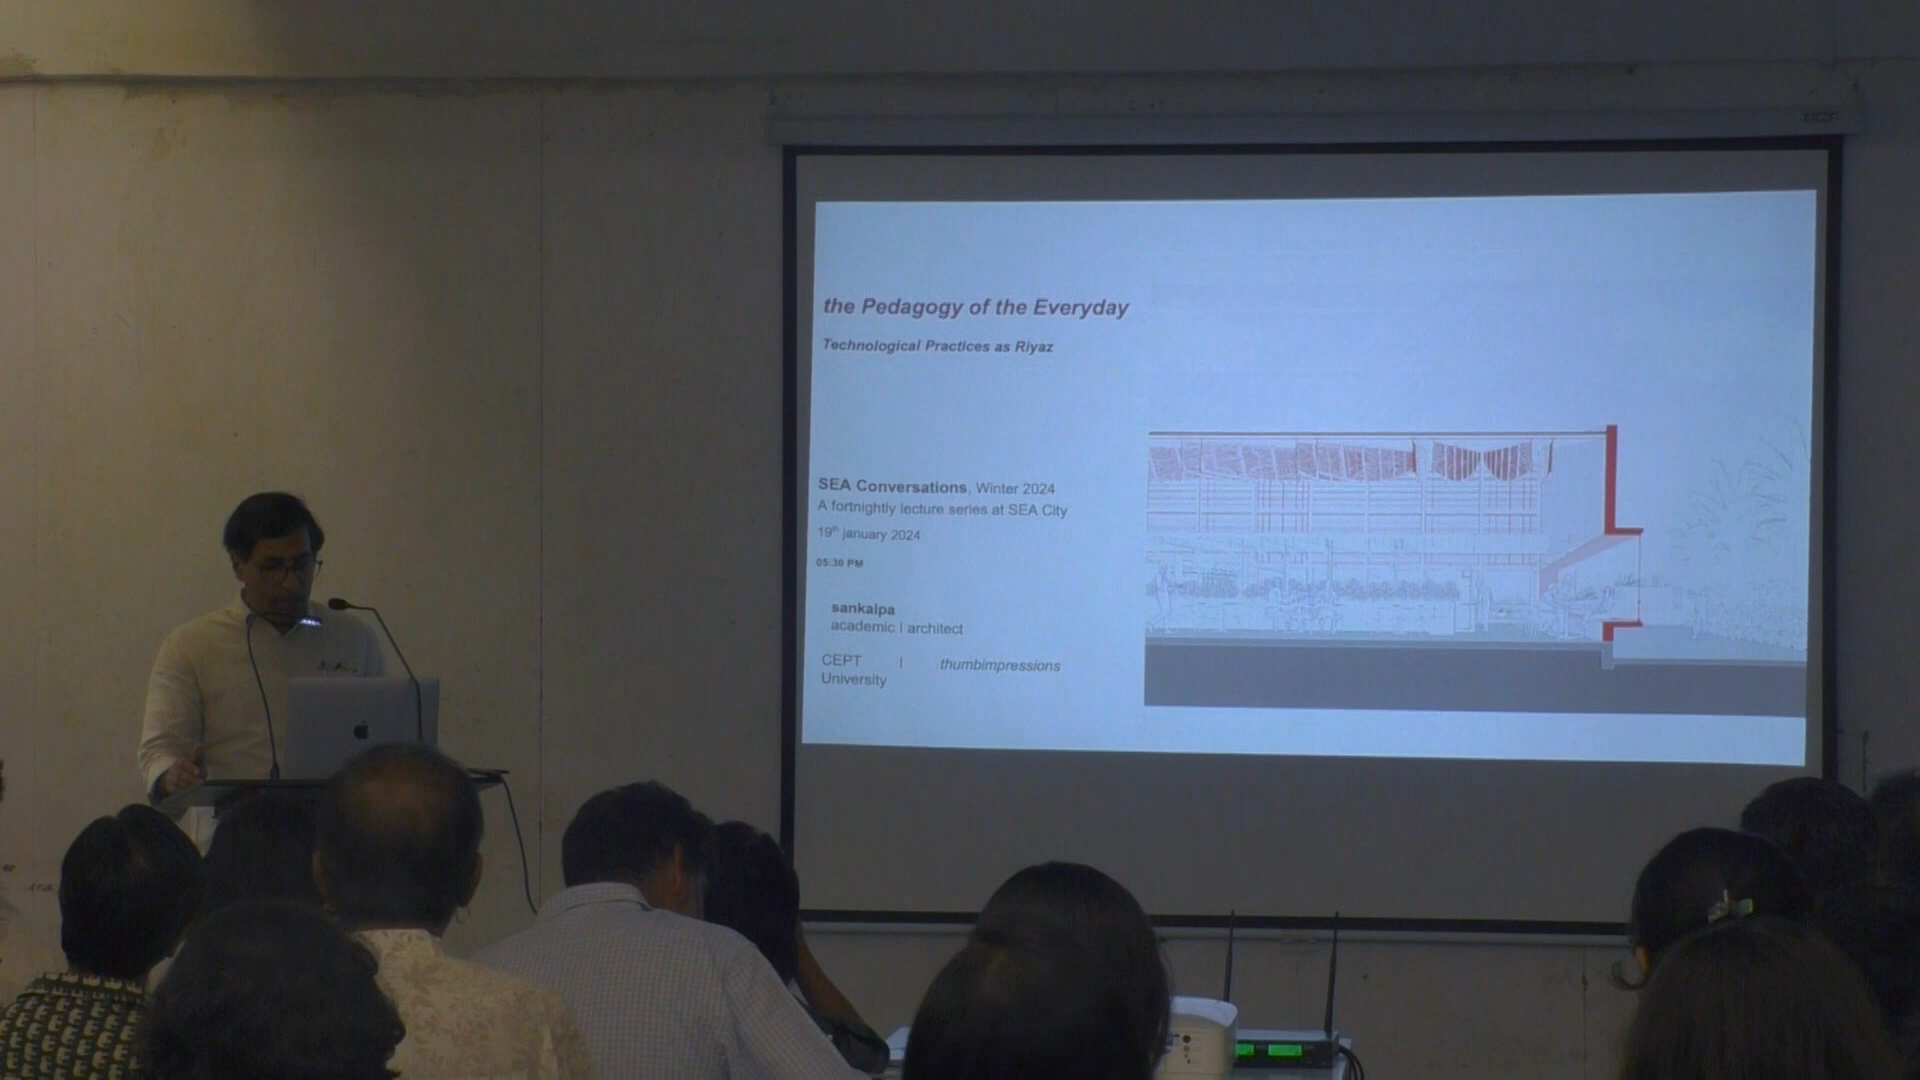 the Pedagogy of the Everyday
Technological Practices as Riyaz
SEA Conversations, Winter 2024
A fortnightly lecture series at SEA City
19th january 2024
05:30 PM
sankalpa
academic | architect
CEPT | thumbimpressions
University